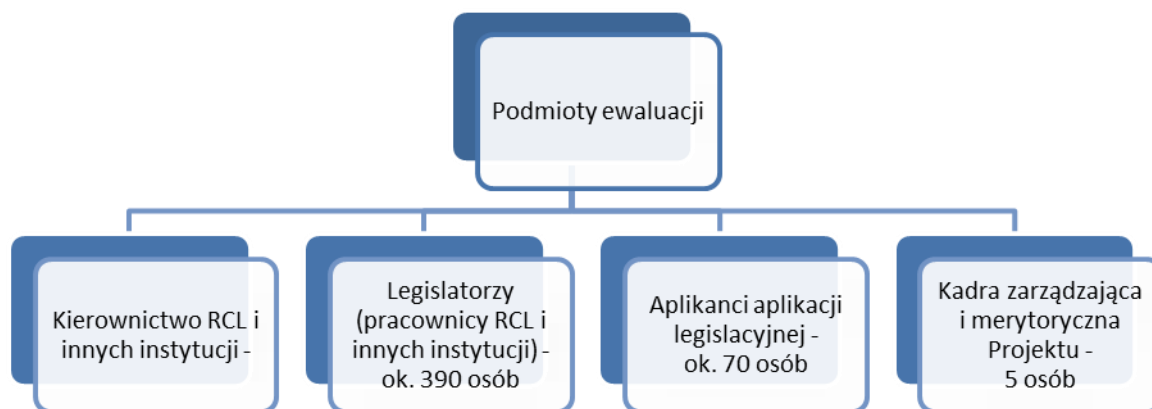 Podmioty ewaluacji
Kierownictwo RCL i
innych instytucji -
Legislatorzy
(pracownicy RCL i
innych instytucji) -
ok. 390 osób
Aplikanci aplikacji
legislacyjnej -
ok. 70 osób
Kadra zarządzająca
i merytoryczna
Projektu -
5 osób